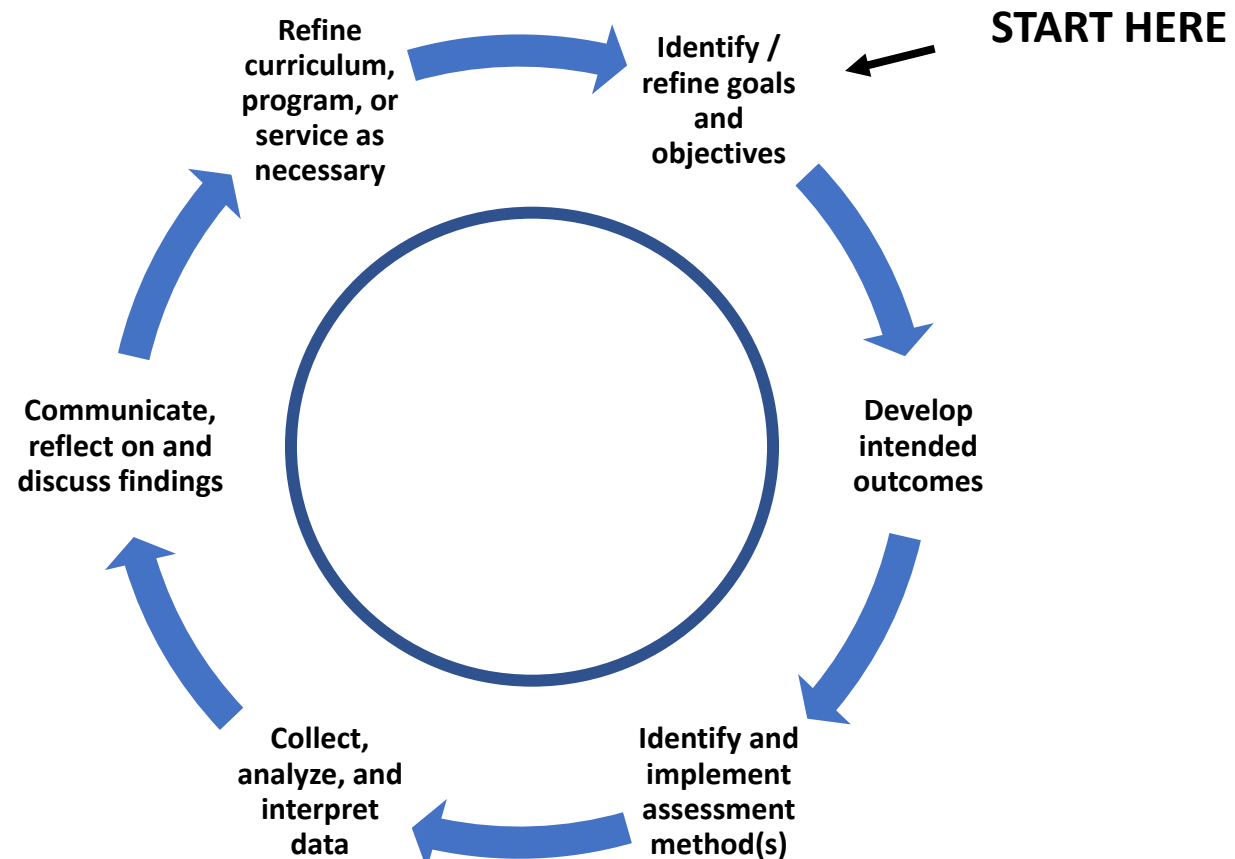 START HERE
Identify /
refine goals
and
objectives
Develop
intended
outcomes
Identify and
implement
assessment
method(s)
Collect,
analyze, and
interpret
data
Communicate,
reflect on and
discuss findings
Refine
curriculum,
program, or
service as
necessary